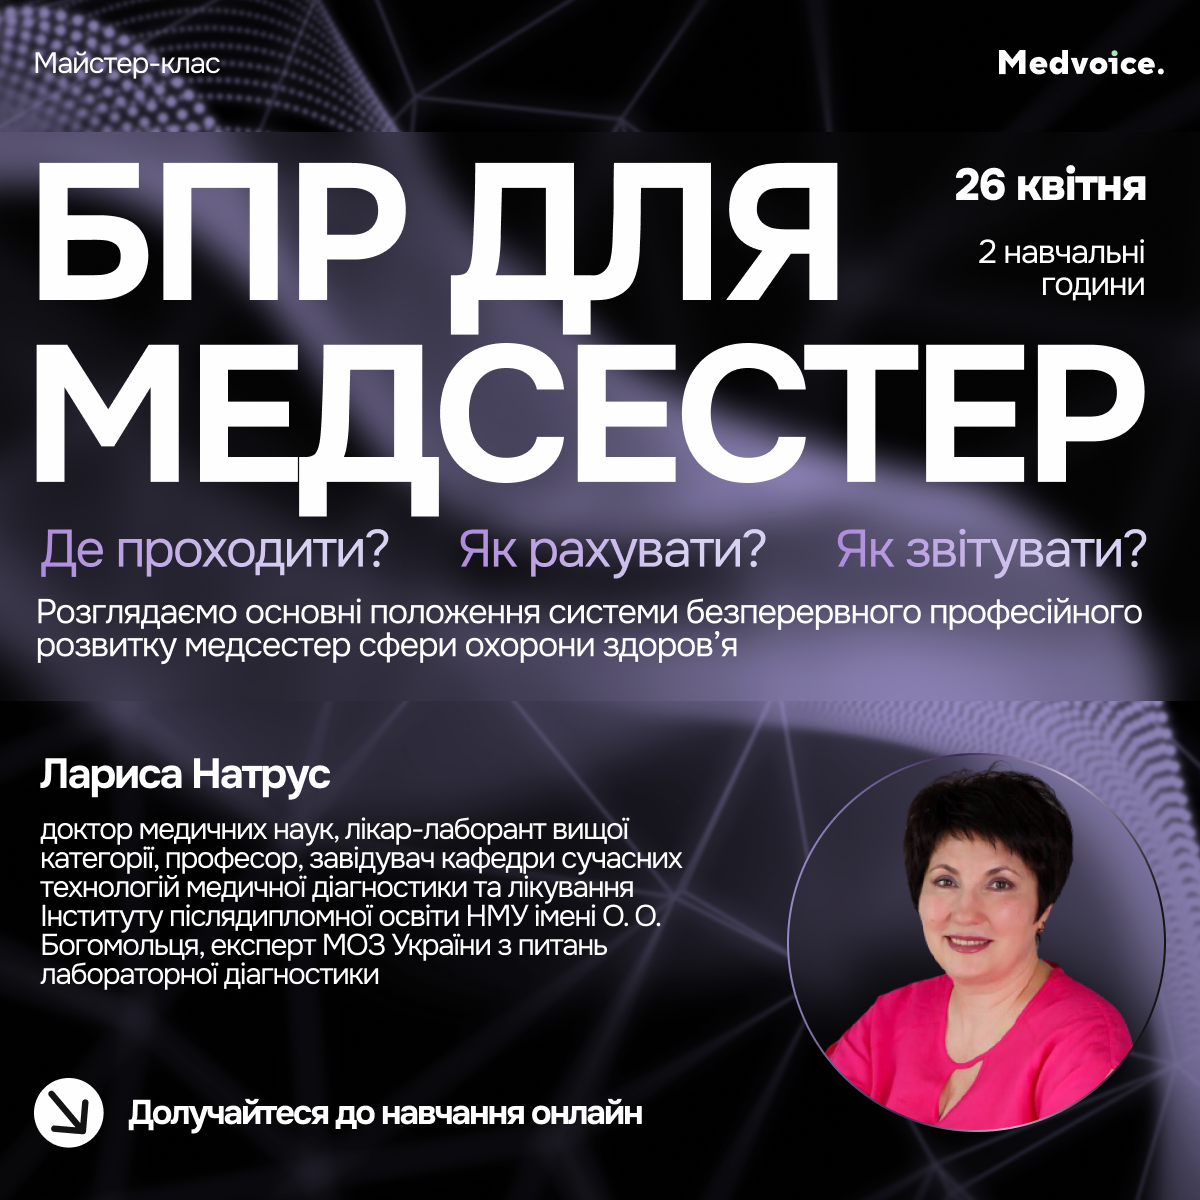 Майстер-клас
Medvoice.
БПР ДЛЯ
МЕДСЕСТЕР
26 квітня
2 навчальні
години
Де проходити? Як рахувати? Як звітувати?
Розглядаємо основні положення системи безперервного професійного
розвитку медсестер сфери охорони здоров’я
Лариса Натрус
доктор медичних наук, лікар-лаборант вищої
категорії, професор, завідувач кафедри сучасних
технологій медичної діагностики та лікування
Інституту післядипломної освіти НМУ імені О. О.
Богомольця, експерт МОЗ України з питань
лабораторної діагностики
Долучайтеся до навчання онлайн